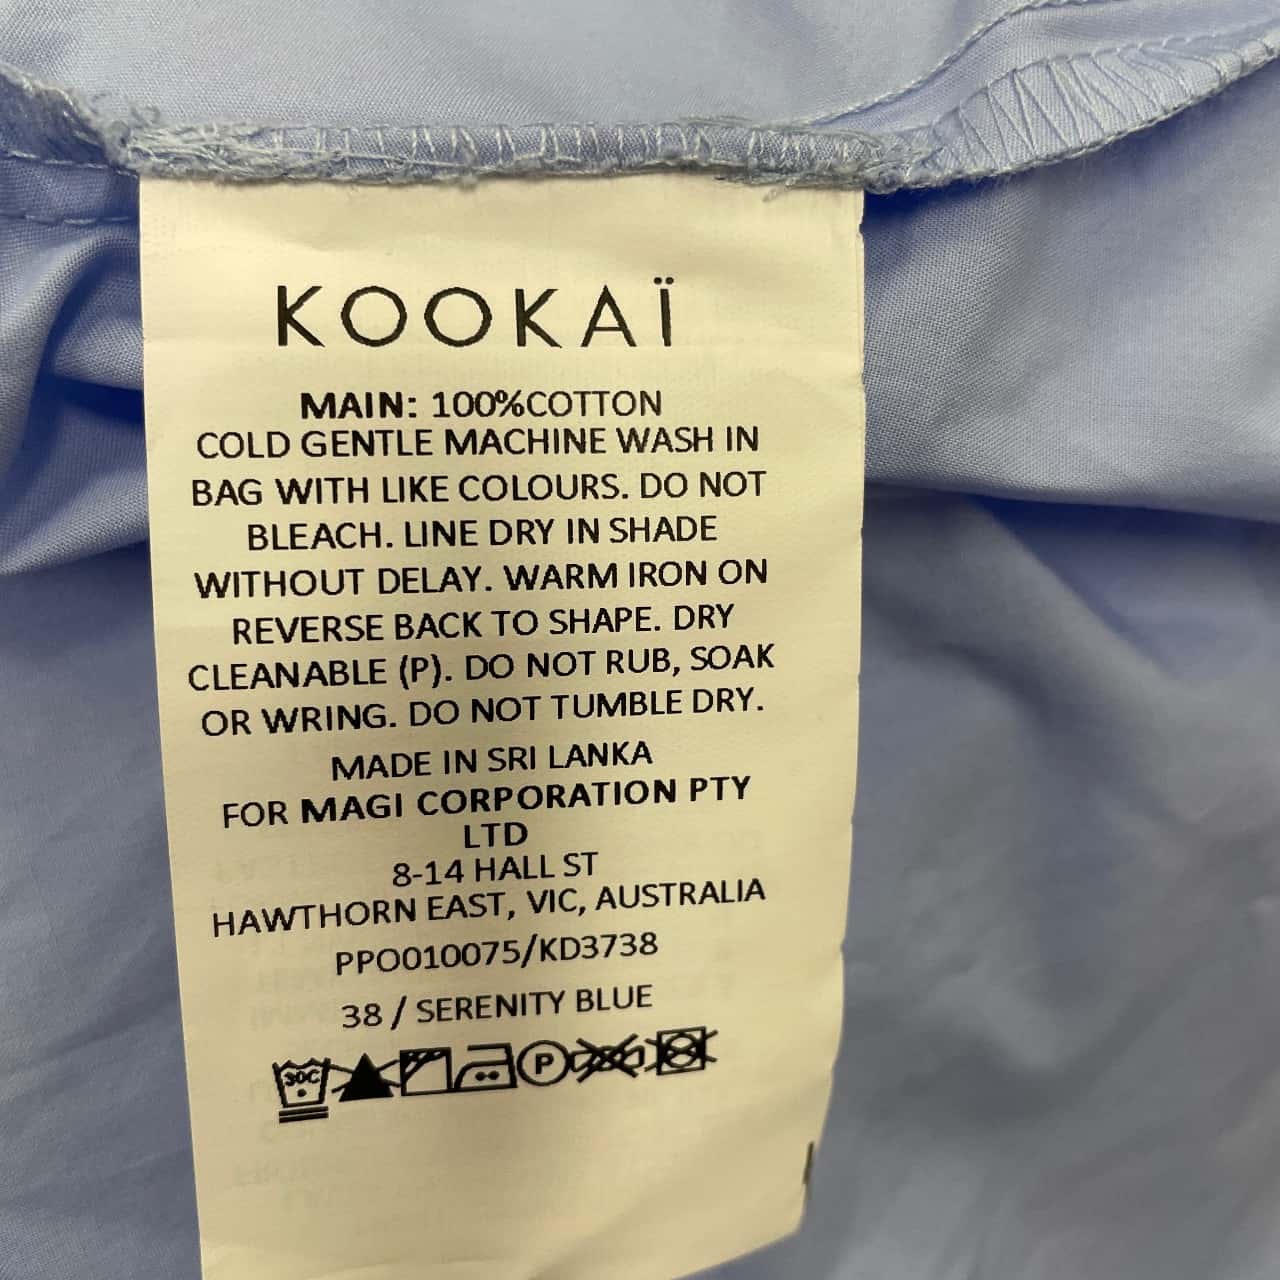 KOOKAÏ
MAIN: 100%COTTON
COLD GENTLE MACHINE WASH IN
BAG WITH LIKE COLOURS. DO NOT
BLEACH. LINE DRY IN SHADE
WITHOUT DELAY. WARM IRON ON
REVERSE BACK TO SHAPE. DRY
CLEANABLE (P). DO NOT RUB, SOAK
OR WRING. DO NOT TUMBLE DRY.
MADE IN SRI LANKA
FOR MAGI CORPORATION PTY
LTD
8-14 HALL ST
HAWTHORN EAST, VIC, AUSTRALIA
PPO010075/KD3738
38 / SERENITY BLUE
30C P